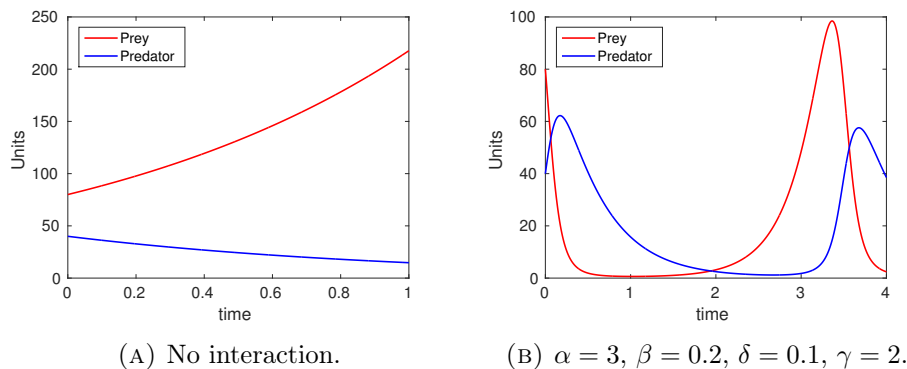 250
200
150
100
50
0
Units
Prey
Predator
0 0.2 0.4 0.6 0.8 1
time
(A) No interaction.
100
80
60
40
20
0
Units
Prey
Predator
0 1 2 3 4
time
(B) α = 3, β = 0.2, δ = 0.1, γ = 2.